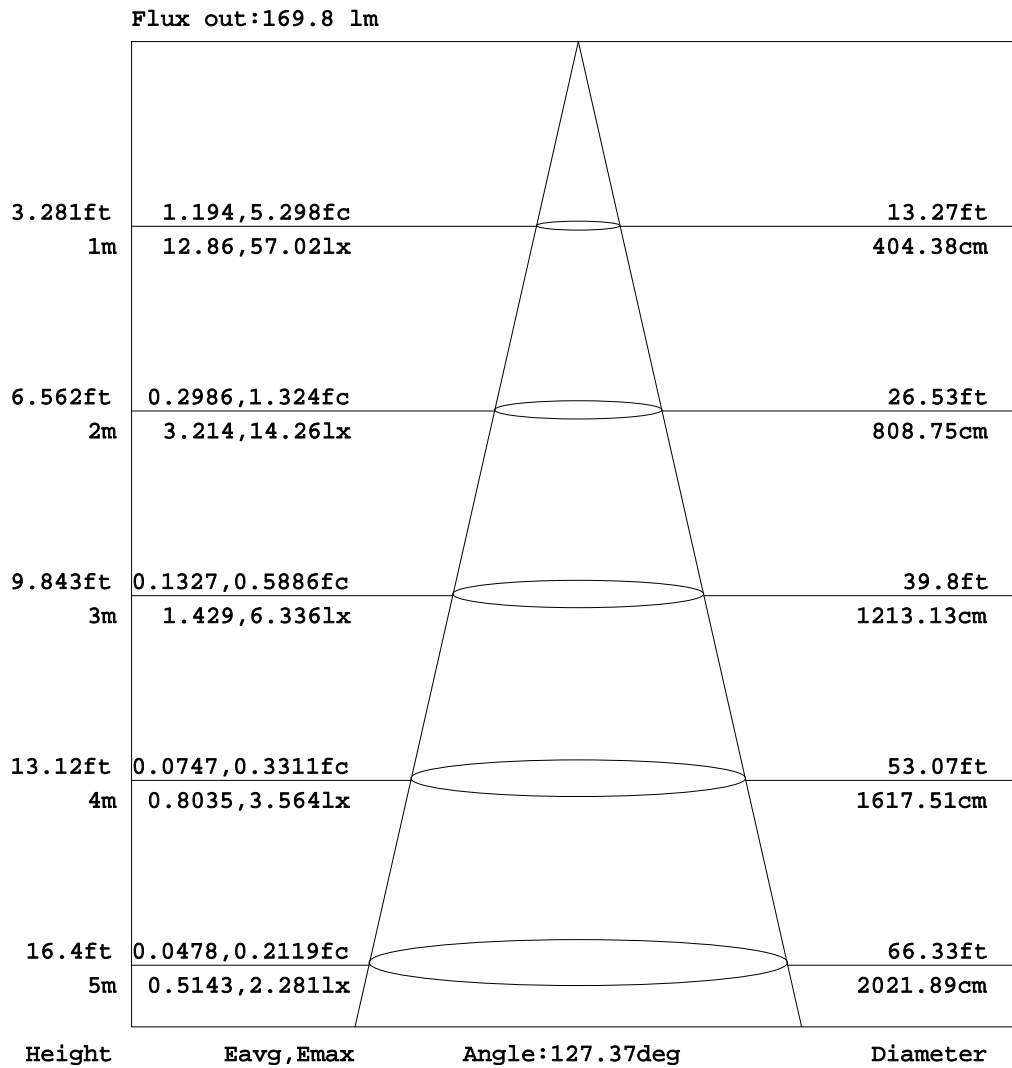 Flux out:169.8 lm
3.281ft 1.194,5.298fc 13.27ft
1m 12.86,57.02lx 404.38cm
6.562ft 0.2986,1.324fc 26.53ft
2m 3.214,14.26lx 808.75cm
9.843ft 0.1327,0.5886fc 39.8ft
3m 1.429,6.336lx 1213.13cm
13.12ft 0.0747,0.3311fc 53.07ft
4m 0.8035,3.564lx 1617.51cm
16.4ft 0.0478,0.2119fc 66.33ft
5m 0.5143,2.281lx 2021.89cm
Height Eavg,Emax Angle:127.37deg Diameter